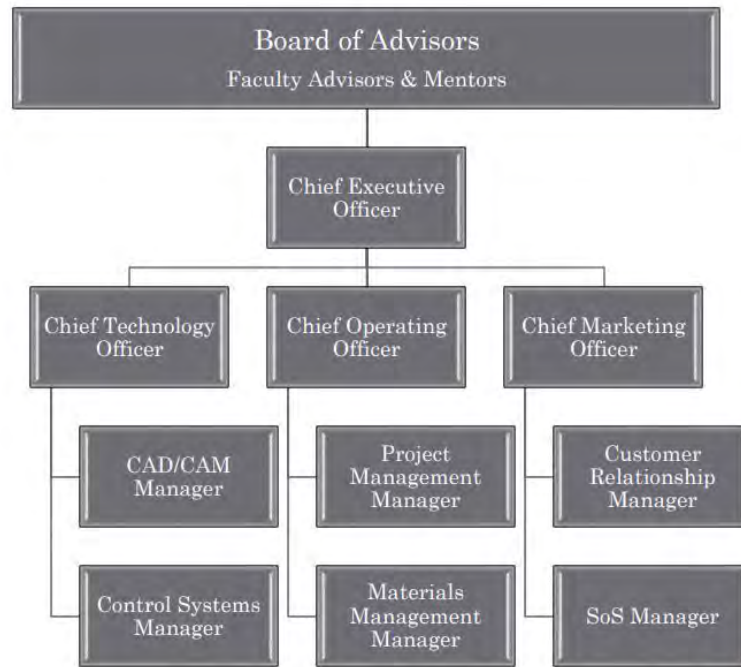 Board of Advisors
Faculty Advisors & Mentors
Chief Executive
Officer
Chief Technology
Officer
Chief Operating
Officer
Chief Marketing
Officer
CAD/CAM
Manager
Project
Management
Manager
Customer
Relationship
Manager
Control Systems
Manager
Materials
Management
Manager
SoS Manager